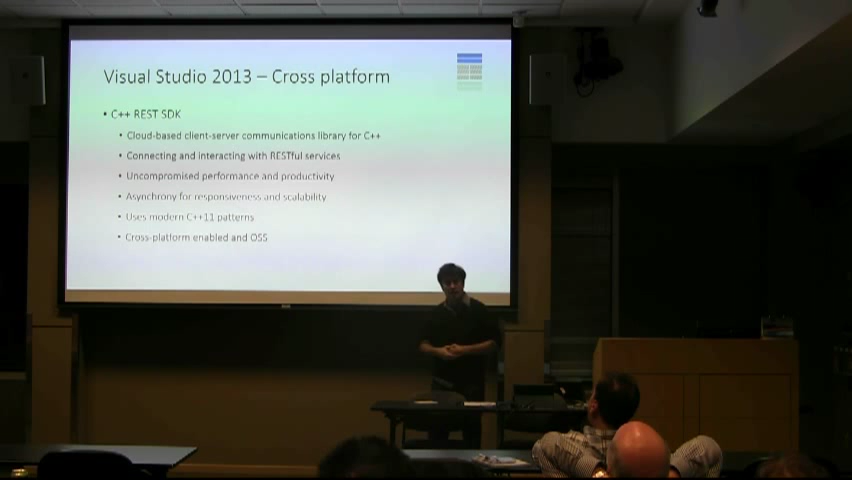 Visual Studio 2013 – Cross platform
• C++ REST SDK
• Cloud-based client-server communications library for C++
• Connecting and interacting with RESTful services
• Uncompromised performance and productivity
• Asynchrony for responsiveness and scalability
• Uses modern C++11 patterns
• Cross-platform enabled and OSS